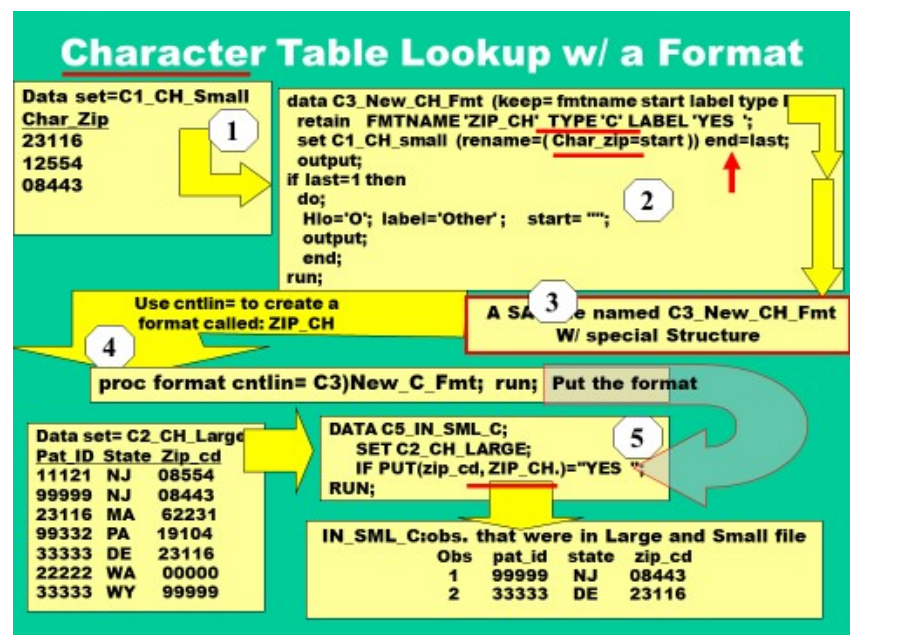 Character Table Lookup w/ a Format
Data set=C1_CH_Small
Char_Zip
23116
12554
08443
1
data C3_New_CH_Fmt (keep= fmtname start label type
retain FMTNAME 'ZIP_CH' TYPE 'C' LABEL 'YES ';
set C1_CH_small (rename=( Char_zip=start )) end=last;
output;
if last=1 then
do;
Hlo='O'; label='Other' ; start= "";
output;
end;
run;
2
Use cntlin= to create a
format called: ZIP_CH
3
A named C3_New_CH_Fmt
W/ special Structure
4
proc format cntlin= C3)New_C_Fmt; run; Put the format
Data set= C2_CH_Large
Pat_ID State Zip_cd
11121 NJ 08554
99999 NJ 08443
23116 MA 62231
99332 PA 19104
33333 DE 23116
22222 WA 00000
33333 WY 99999
DATA C5_IN_SML_C;
SET C2_CH_LARGE;
IF PUT(zip_cd, ZIP_CH.)="YES ";
RUN;
5
IN_SML_C:obs. that were in Large and Small file
Obs pat_id state zip_cd
1 99999 NJ 08443
2 33333 DE 23116